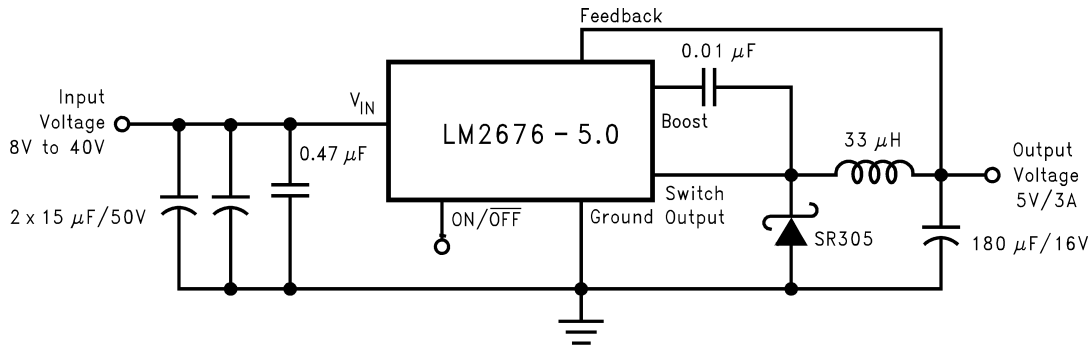 Feedback
0.01 μF
Input
Voltage
8V to 40V
VIN
LM2676 – 5.0
Boost
33 μH
Output
Voltage
5V/3A
0.47 μF
2 x 15 μF/50V
ON/OFF
Ground
Switch
Output
SR305
180 μF/16V